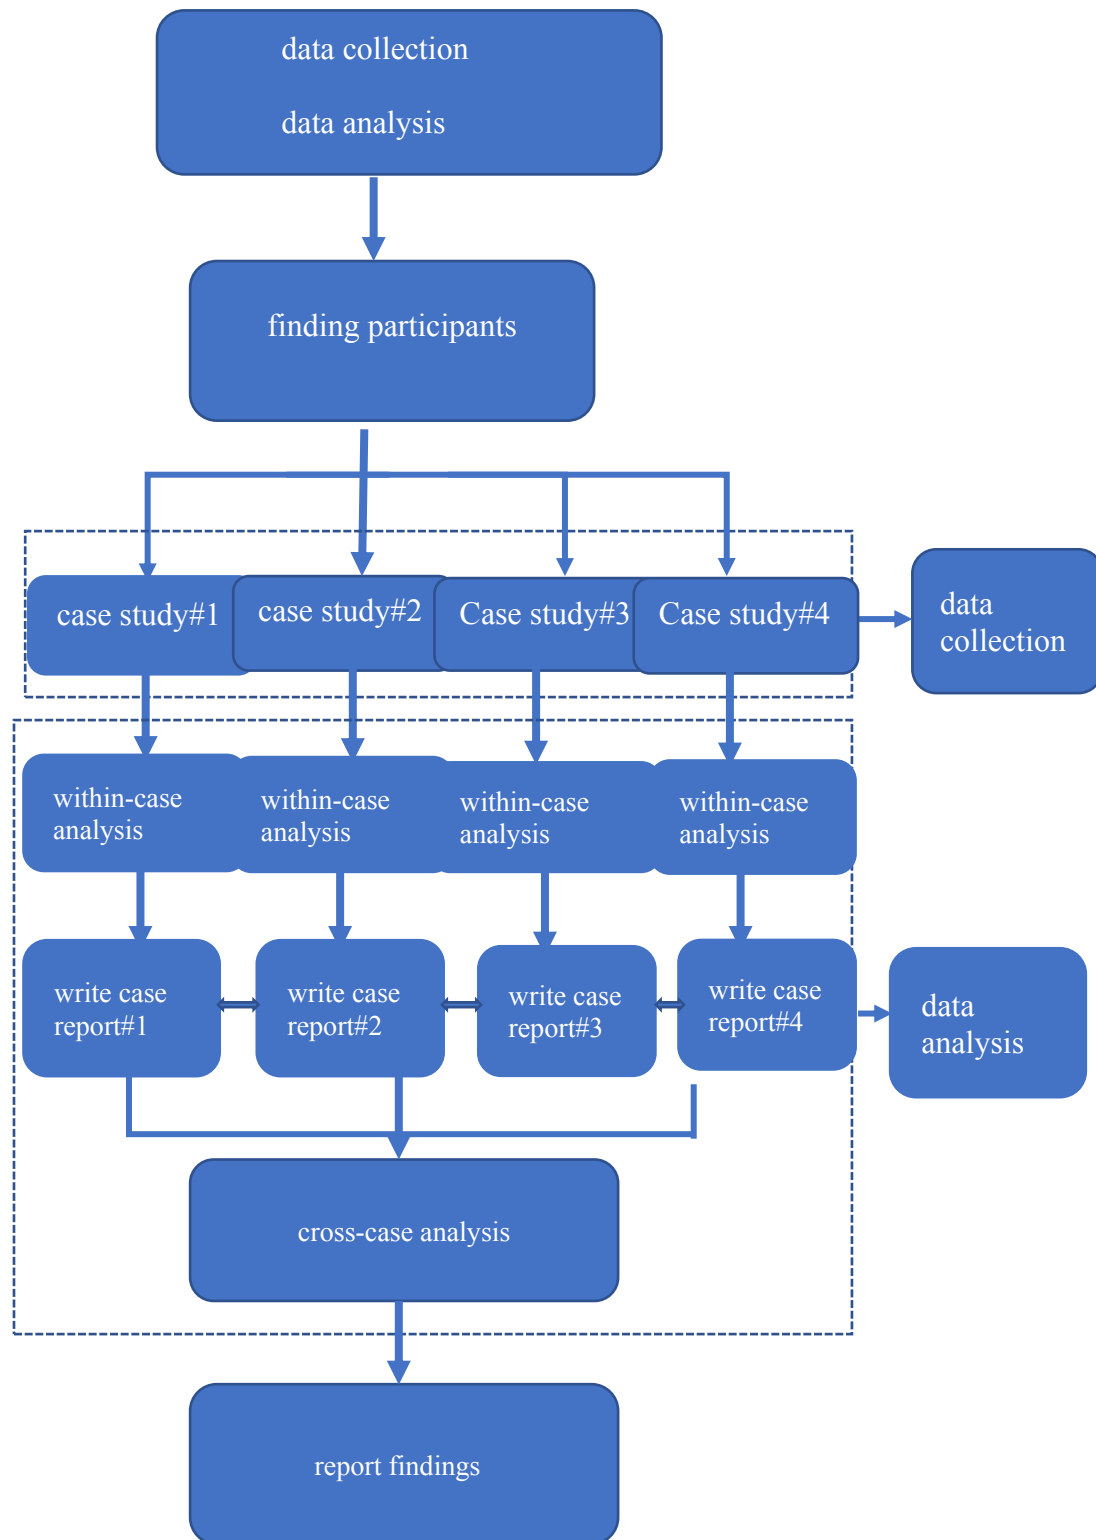 data collection
data analysis
finding participants
case study#1
case study#2
Case study#3
Case study#4
data
collection
within-case
analysis
within-case
analysis
within-case
analysis
within-case
analysis
write case
report#1
write case
report#2
write case
report#3
write case
report#4
data
analysis
cross-case analysis
report findings